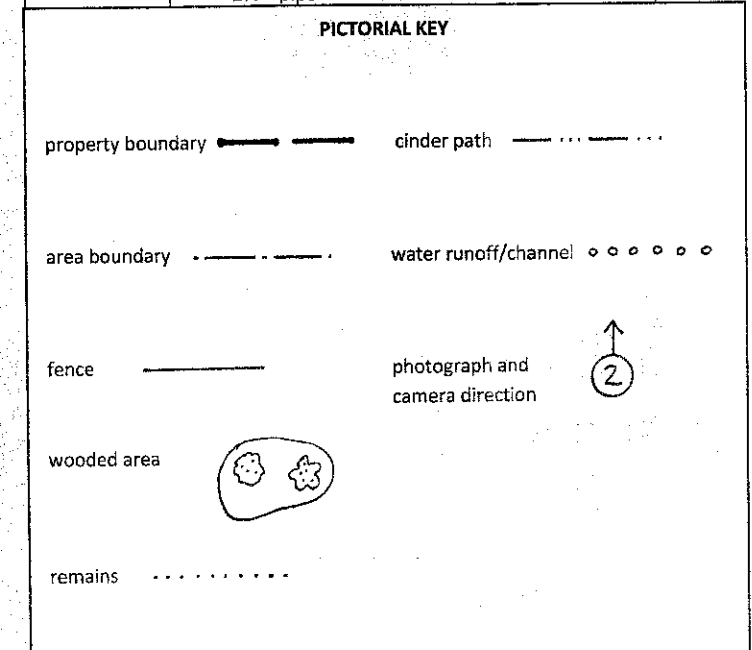 PICTORIAL KEY
property boundary
cinder path
area boundary
water runoff/channel
fence
photograph and
camera direction
2
wooded area
remains